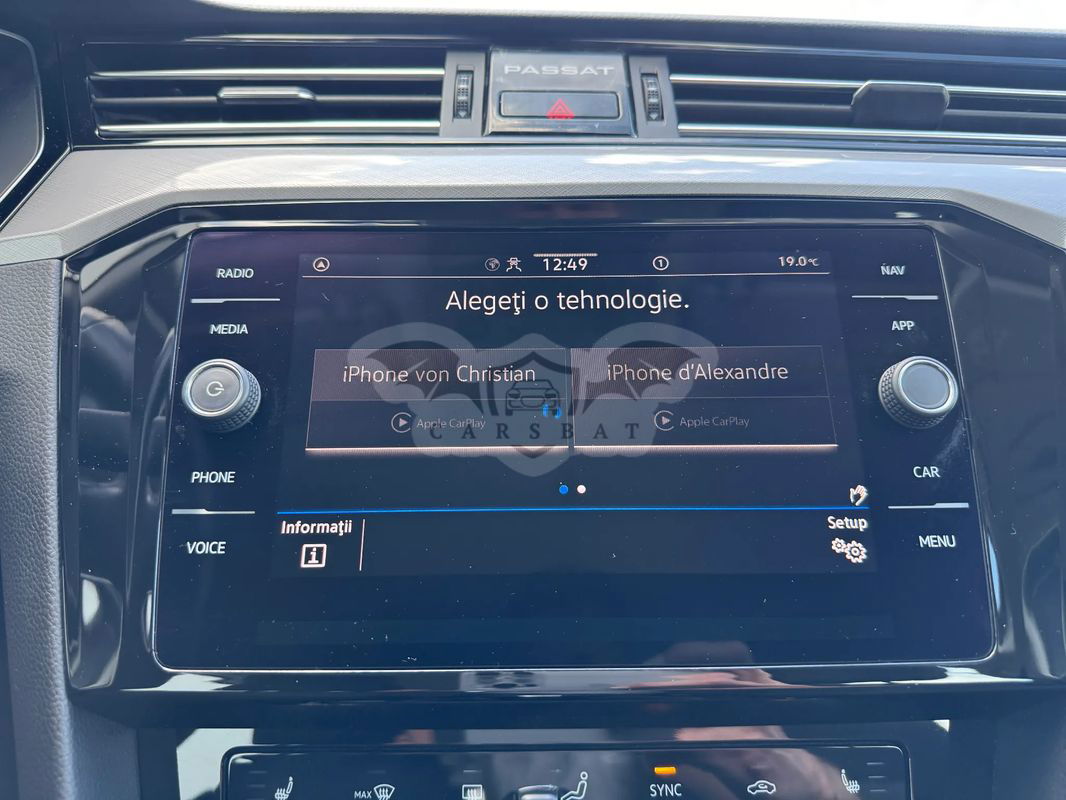 PASSAT
RADIO
MEDIA
PHONE
VOICE
12:49
1
19.0°C
Alegeţi o tehnologie.
iPhone von Christian
Apple CarPlay
iPhone d'Alexandre
Apple CarPlay
CARSBAT
Informaţii
i
Setup
NAV
APP
CAR
MENU
MAX
SYNC